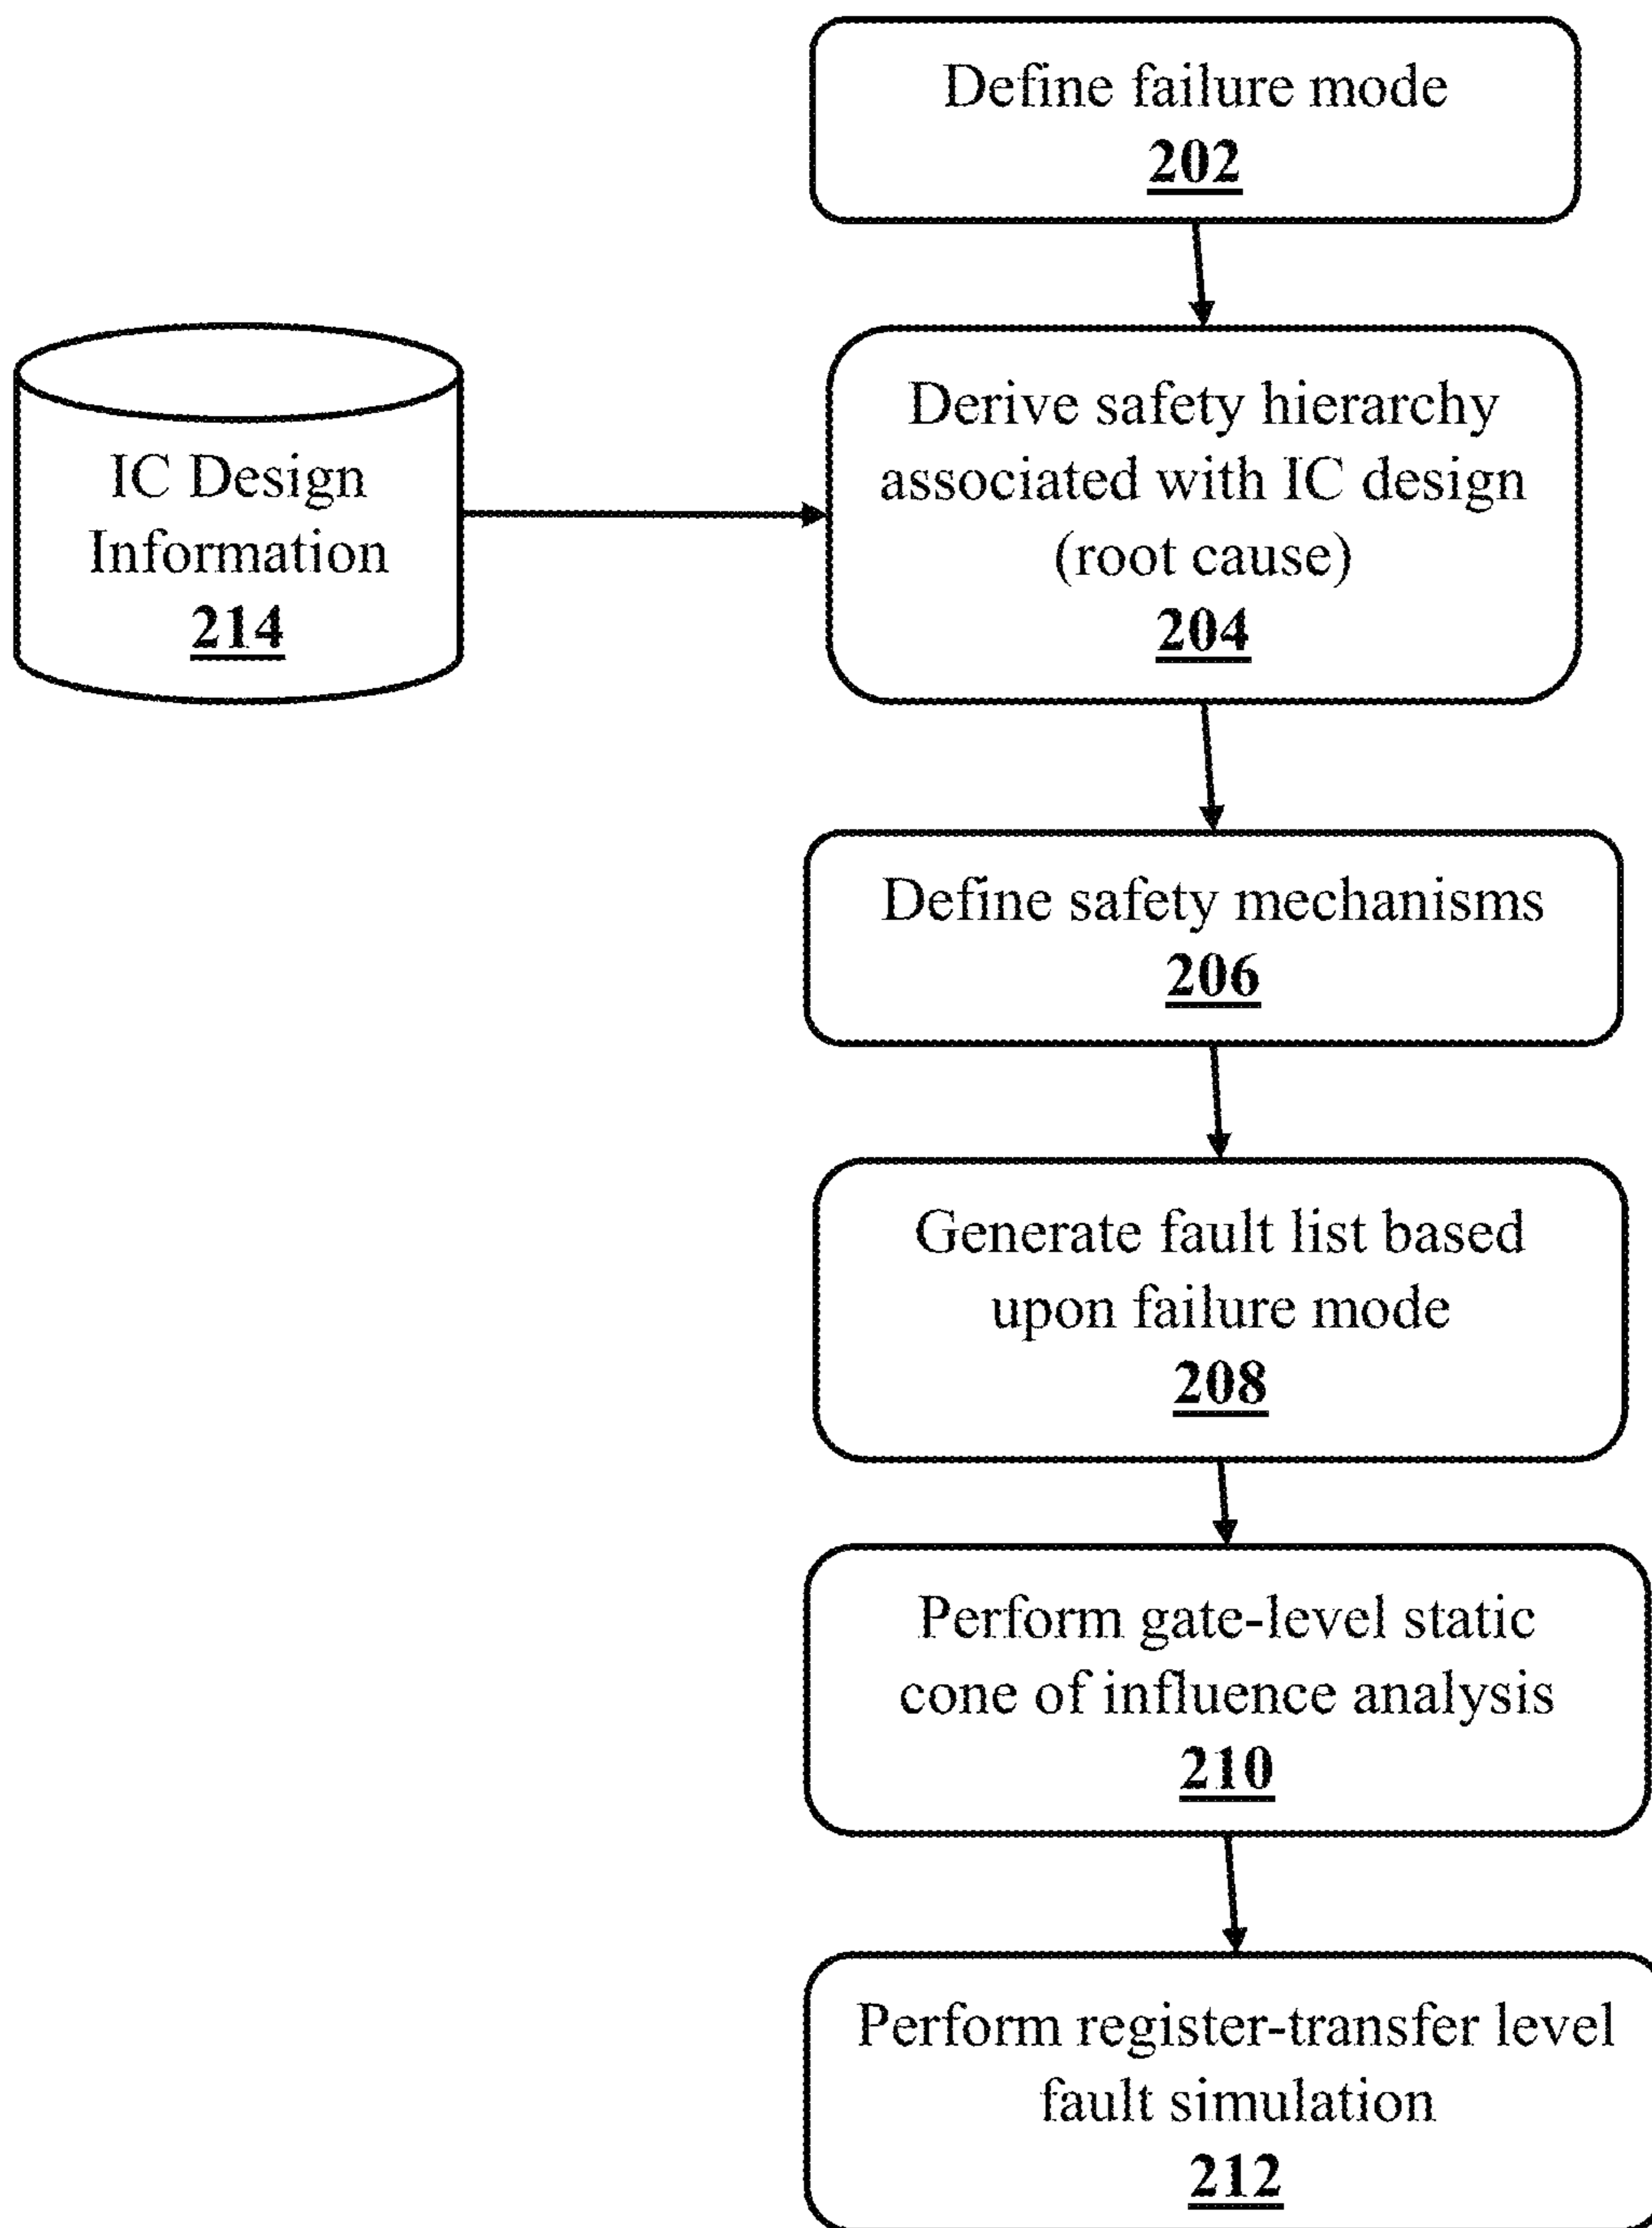 Define failure mode
202
Derive safety hierarchy
associated with IC design
(root cause)
204
IC Design
Information
214
Define safety mechanisms
206
Generate fault list based
upon failure mode
208
Perform gate-level static
cone of influence analysis
210
Perform register-transfer level
fault simulation
212